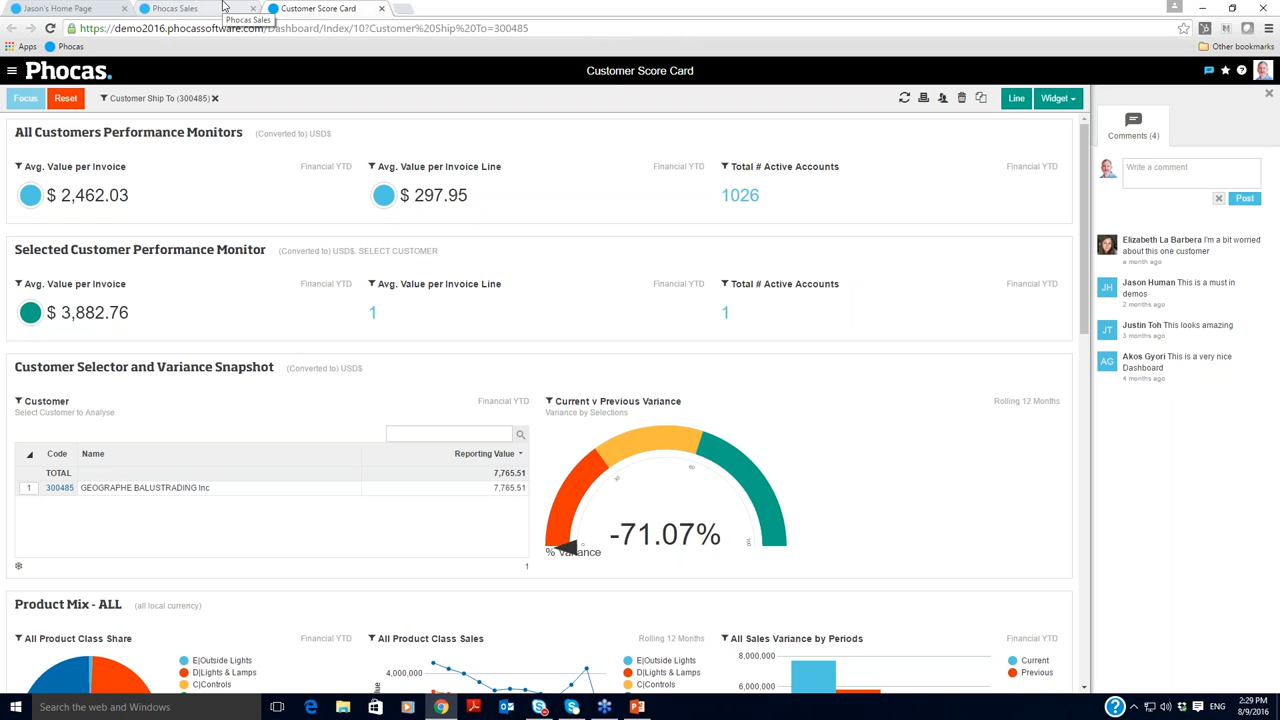 Jason's Home Page
Phocas Sales
Customer Score Card
Phocas Sales
https://demo2016.phocassoftware.com/Dashboard/Index/10?Customer%20Ship%20To=300485
Apps
Phocas
Other bookmarks
Phocas.
Customer Score Card
Focus
Reset
Customer Ship To (300485)
Line
Widget
All Customers Performance Monitors (Converted to) USD$
Avg. Value per Invoice Financial YTD
$ 2,462.03
Avg. Value per Invoice Line Financial YTD
$ 297.95
Total # Active Accounts Financial YTD
1026
Selected Customer Performance Monitor (Converted to) USD$. SELECT CUSTOMER
Avg. Value per Invoice Financial YTD
$ 3,882.76
Avg. Value per Invoice Line Financial YTD
1
Total # Active Accounts Financial YTD
1
Customer Selector and Variance Snapshot (Converted to) USD$
Customer Financial YTD
Select Customer to Analyse
Code Name Reporting Value
TOTAL 7,765.51
1 300485 GEOGRAPHE BALUSTRADING Inc 7,765.51
1
Current v Previous Variance Rolling 12 Months
Variance by Selections
-71.07%
% Variance
Product Mix - ALL (all local currency)
All Product Class Share Financial YTD
E|Outside Lights
D|Lights & Lamps
C|Controls
All Product Class Sales Rolling 12 Months
4,000,000
E|Outside Lights
D|Lights & Lamps
C|Controls
All Sales Variance by Periods Financial YTD
8,000,000
6,000,000
Current
Previous
Comments (4)
Write a comment
Post
Elizabeth La Barbera I'm a bit worried
about this one customer
a month ago
JH
Jason Human This is a must in
demos
2 months ago
JT
Justin Toh This looks amazing
3 months ago
AG
Akos Gyori This is a very nice
Dashboard
4 months ago
Search the web and Windows
ENG
2:29 PM
8/9/2016